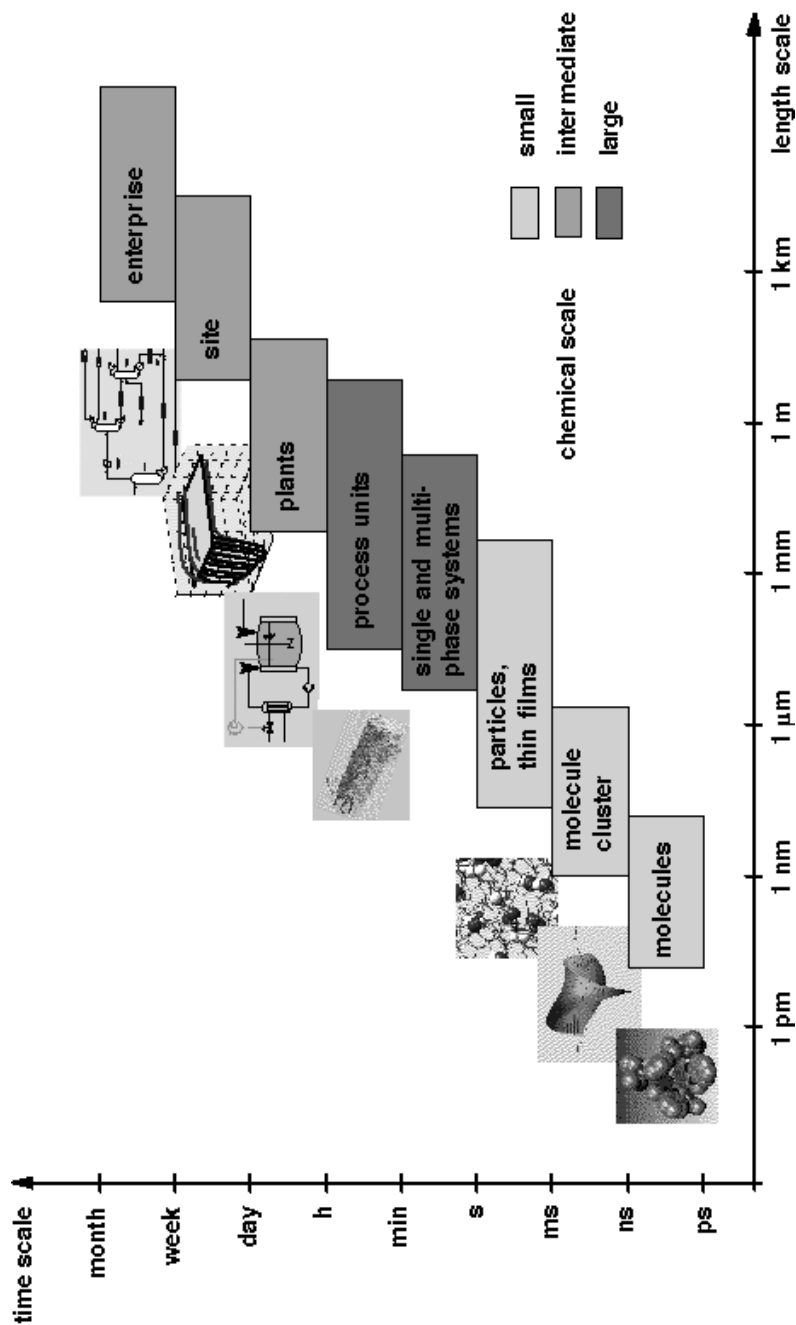 time scale
month
week
day
h
min
s
ms
ns
ps
enterprise
site
plants
process units
single and multi-
phase systems
particles,
thin films
molecule
cluster
molecules
chemical scale
small
intermediate
large
1 pm
1 nm
1 µm
1 mm
1 m
1 km
length scale